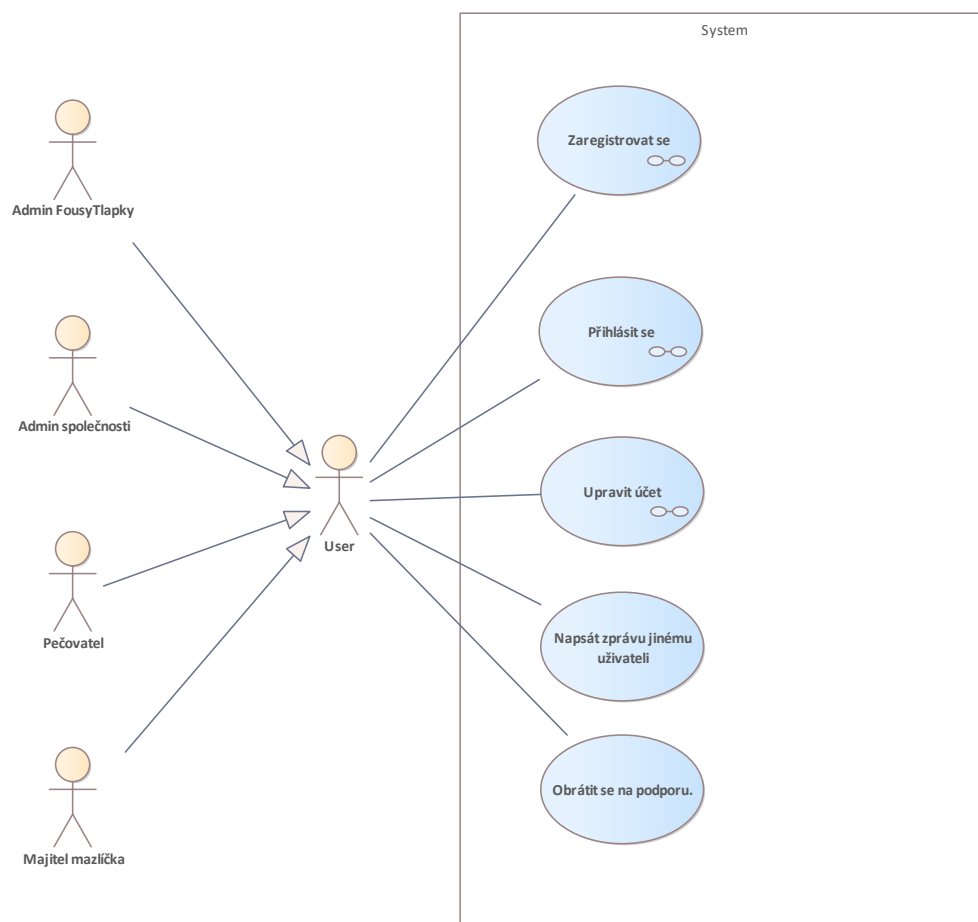 System
Zaregistrovat se
Admin FousyTlapky
Přihlásit se
Admin společnosti
Upravit účet
User
Pečovatel
Napsát zprávu jinému
uživateli
Obrátit se na podporu.
Majitel mazlíčka